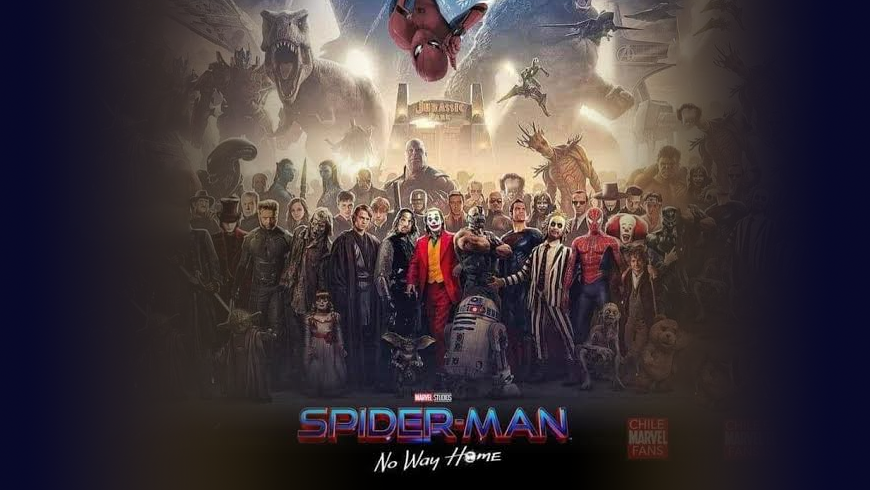 JURASSIC
PARK
MARVEL STUDIOS
SPIDER-MAN
NO WAY HOME
CHILE
MARVEL
FANS